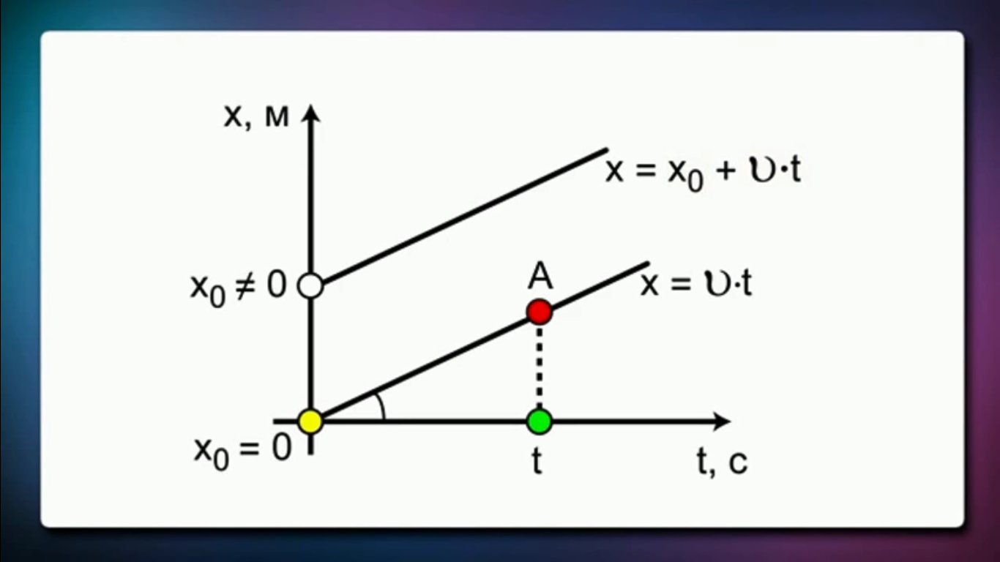 x, м
x = x₀ + υ·t
x₀ ≠ 0
A
x = υ·t
x₀ = 0
t
t, с